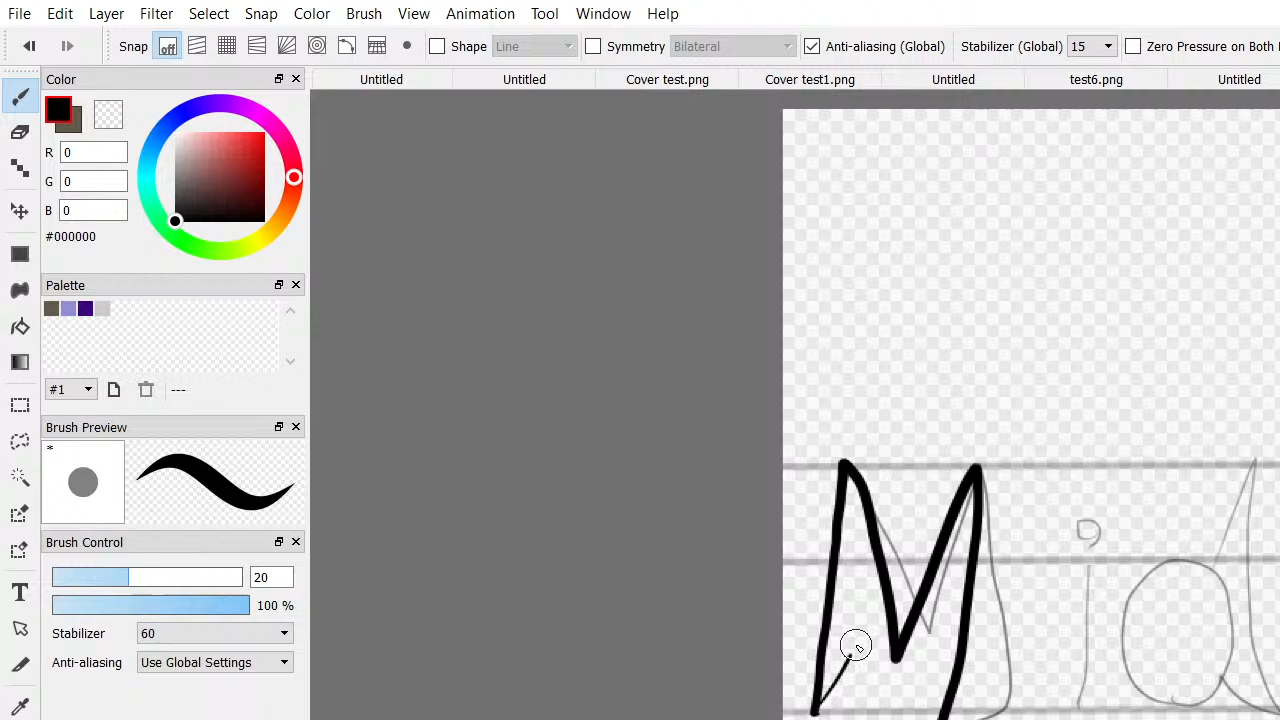 File Edit Layer Filter Select Snap Color Brush View Animation Tool Window Help
Snap off Shape Line Symmetry Bilateral Anti-aliasing (Global) Stabilizer (Global) 15 Zero Pressure on Both
Color
Untitled Untitled Cover test.png Cover test1.png Untitled test6.png Untitled
R 0
G 0
B 0
#000000
Palette
#1 ---
Brush Preview
*
Brush Control
20
100 %
Stabilizer 60
Anti-aliasing Use Global Settings
T
Mid